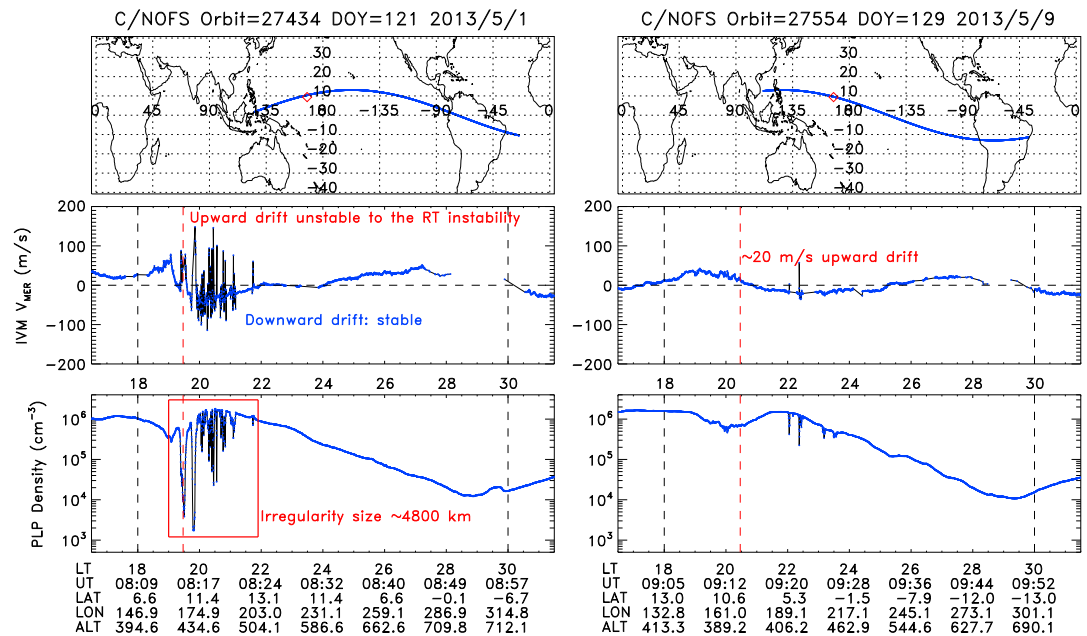 C/NOFS Orbit=27434 DOY=121 2013/5/1
30
20
10
0 45 90 135 180 -135 -90 -45 0
-10
-20
-30
-40
IVM V_MER (m/s)
200
100
0
-100
-200
Upward drift unstable to the RT instability
Downward drift: stable
18 20 22 24 26 28 30
PLP Density (cm⁻³)
10⁶
10⁵
10⁴
10³
Irregularity size ~4800 km
LT 18 20 22 24 26 28 30
UT 08:09 08:17 08:24 08:32 08:40 08:49 08:57
LAT 6.6 11.4 13.1 11.4 6.6 -0.1 -6.7
LON 146.9 174.9 203.0 231.1 259.1 286.9 314.8
ALT 394.6 434.6 504.1 586.6 662.6 709.8 712.1
C/NOFS Orbit=27554 DOY=129 2013/5/9
30
20
10
0 45 90 135 180 -135 -90 -45 0
-10
-20
-30
-40
IVM V_MER (m/s)
200
100
0
-100
-200
~20 m/s upward drift
18 20 22 24 26 28 30
PLP Density (cm⁻³)
10⁶
10⁵
10⁴
10³
LT 18 20 22 24 26 28 30
UT 09:05 09:12 09:20 09:28 09:36 09:44 09:52
LAT 13.0 10.6 5.3 -1.5 -7.9 -12.0 -13.0
LON 132.8 161.0 189.1 217.1 245.1 273.1 301.1
ALT 413.3 389.2 406.2 462.9 544.6 627.7 690.1